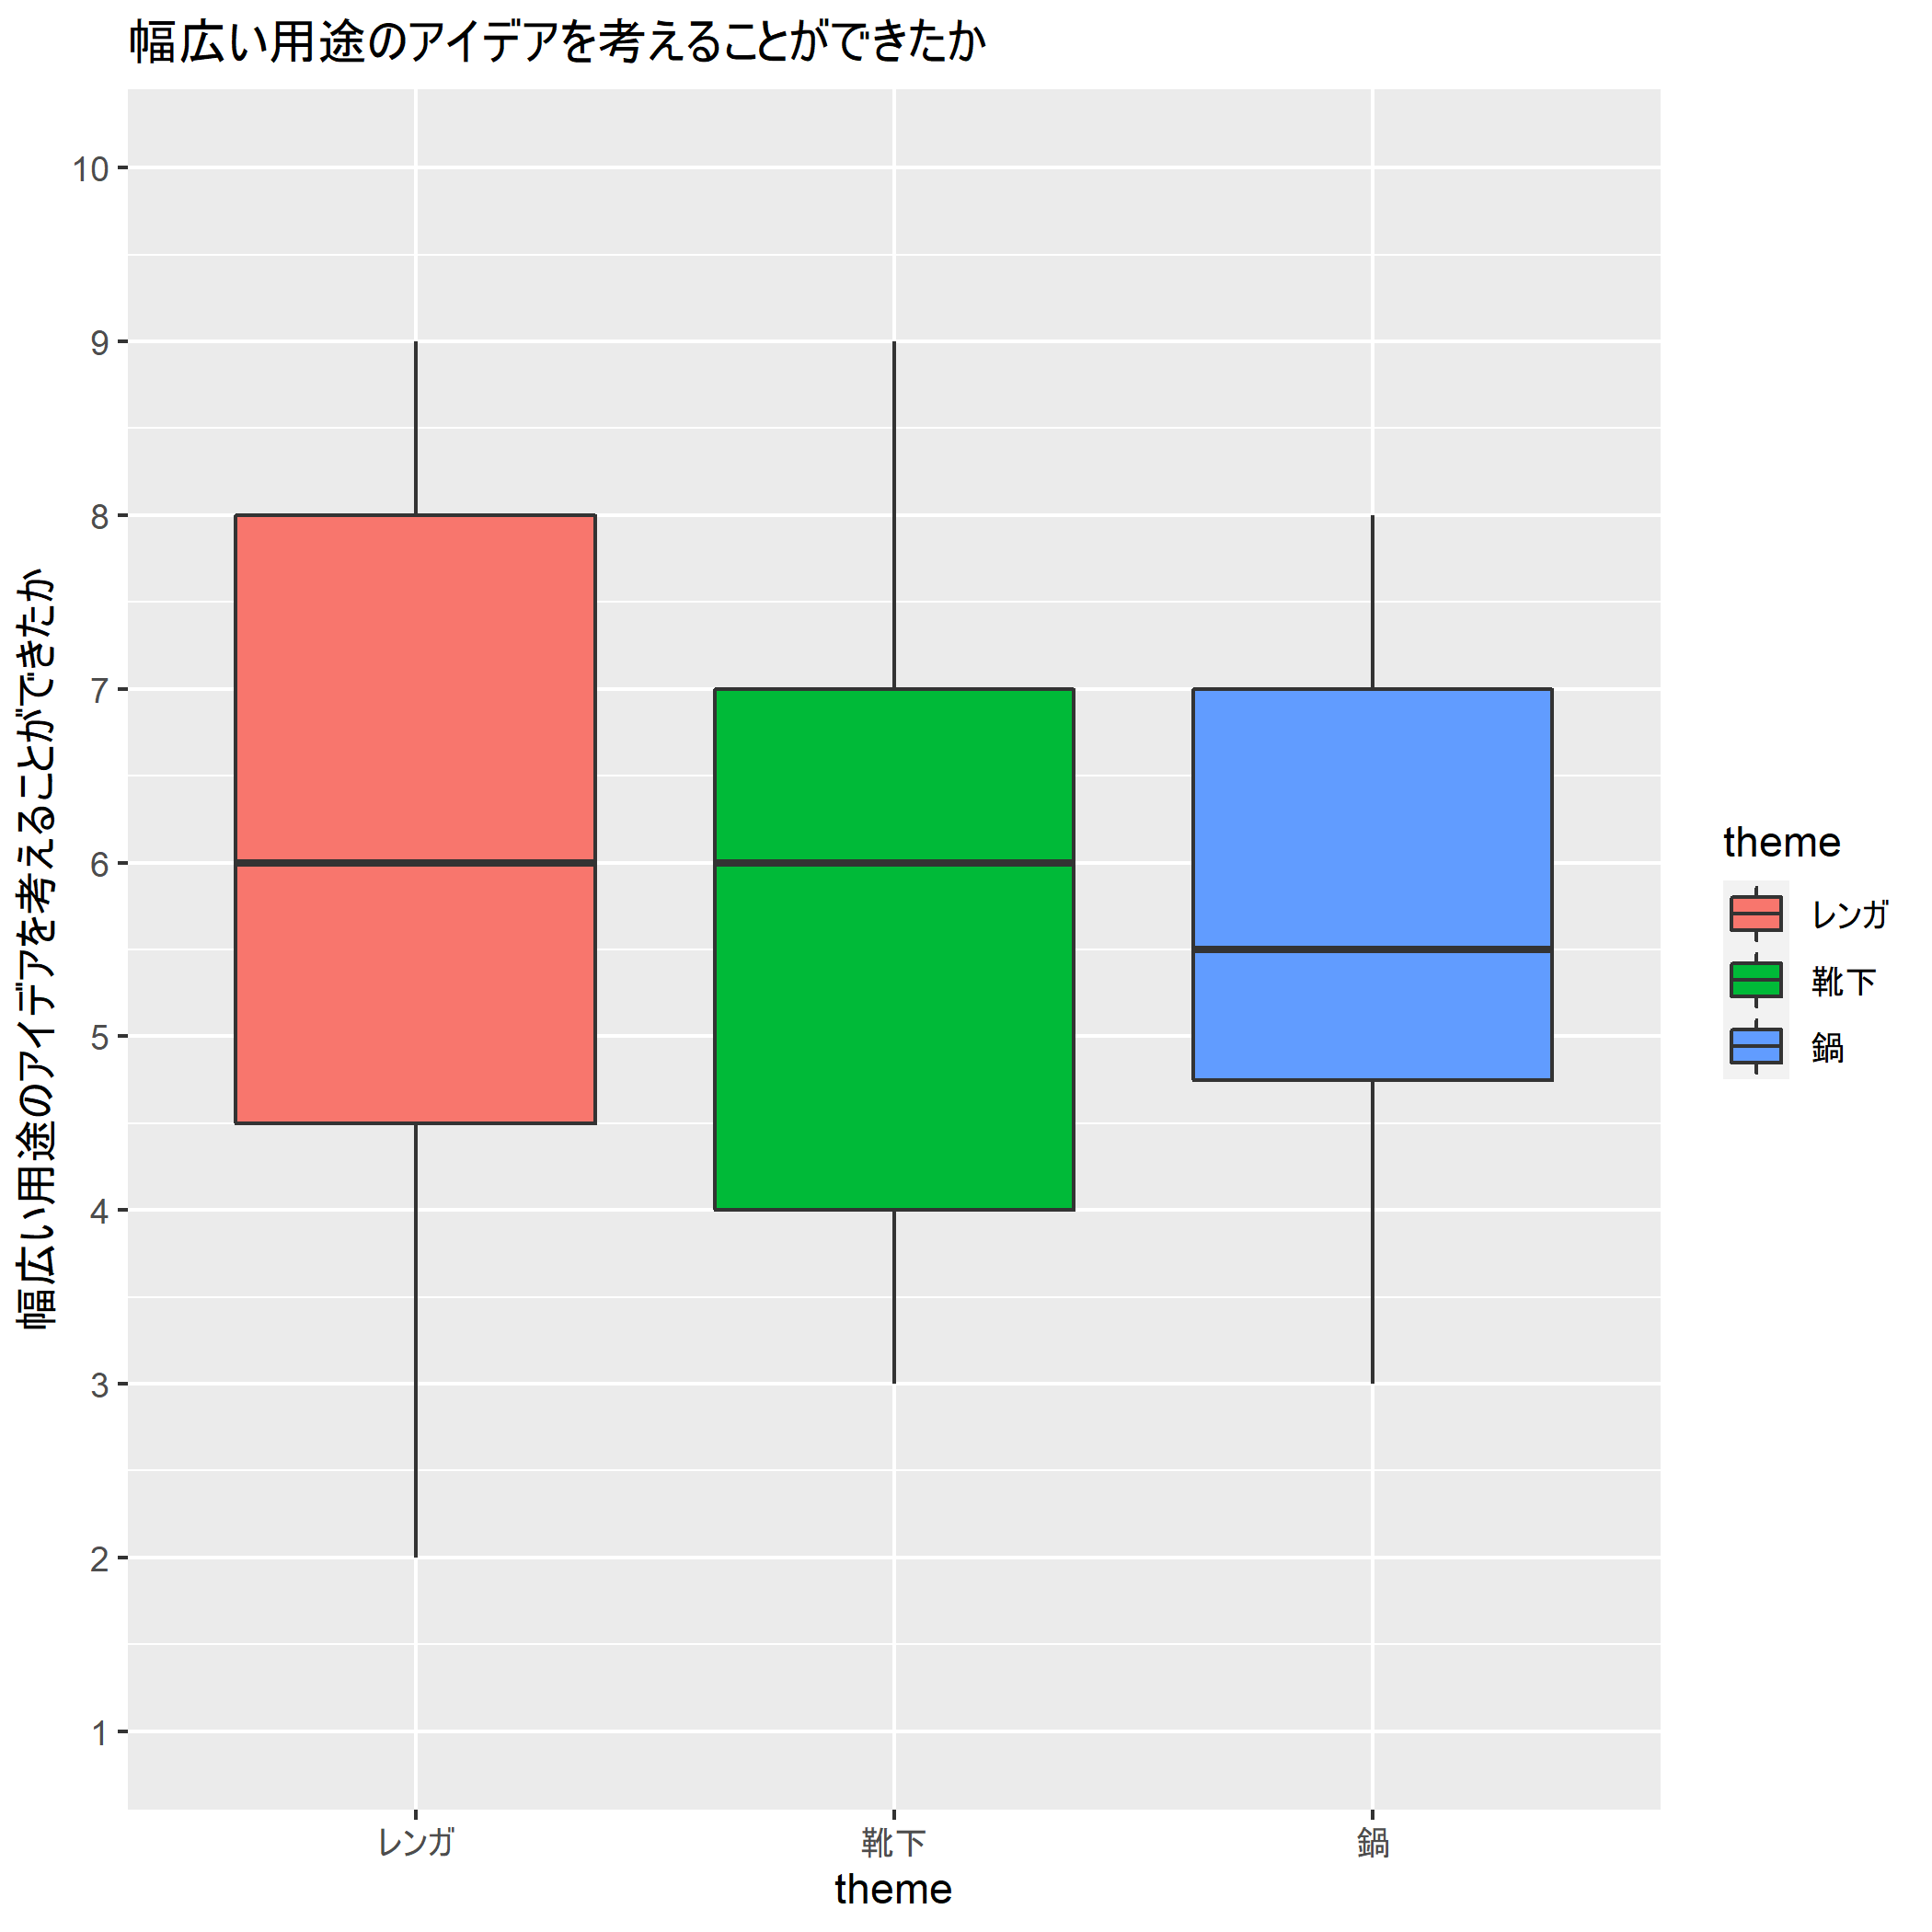 幅広い用途のアイデアを考えることができたか
幅広い用途のアイデアを考えることができたか
10
9
8
7
6
5
4
3
2
1
レンガ
靴下
鍋
theme
theme
レンガ
靴下
鍋